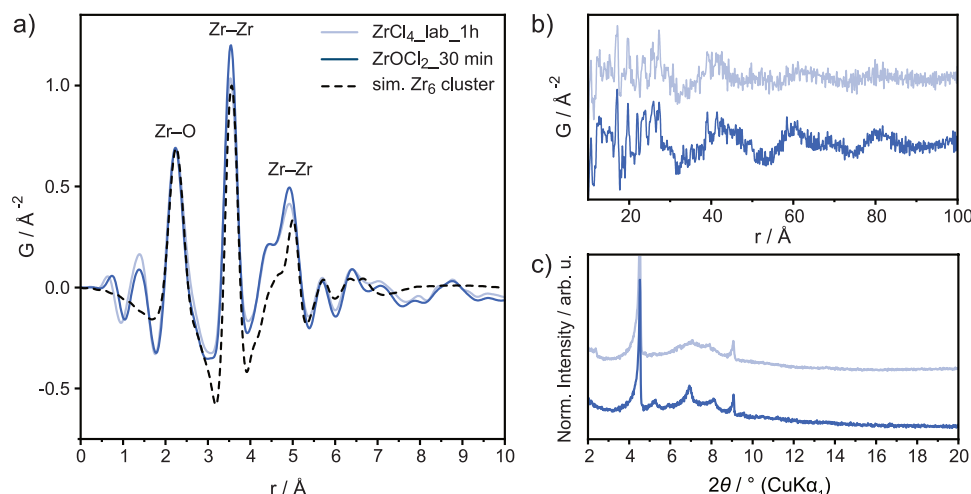 a)
Zr–Zr
ZrCl4_lab_1h
ZrOCl2_30 min
sim. Zr6 cluster
Zr–O
Zr–Zr
G / Å-2
1.0
0.5
0.0
-0.5
0 1 2 3 4 5 6 7 8 9 10
r / Å
b)
G / Å-2
20 40 60 80 100
r / Å
c)
Norm. Intensity / arb. u.
2 4 6 8 10 12 14 16 18 20
2θ / ° (CuKα1)